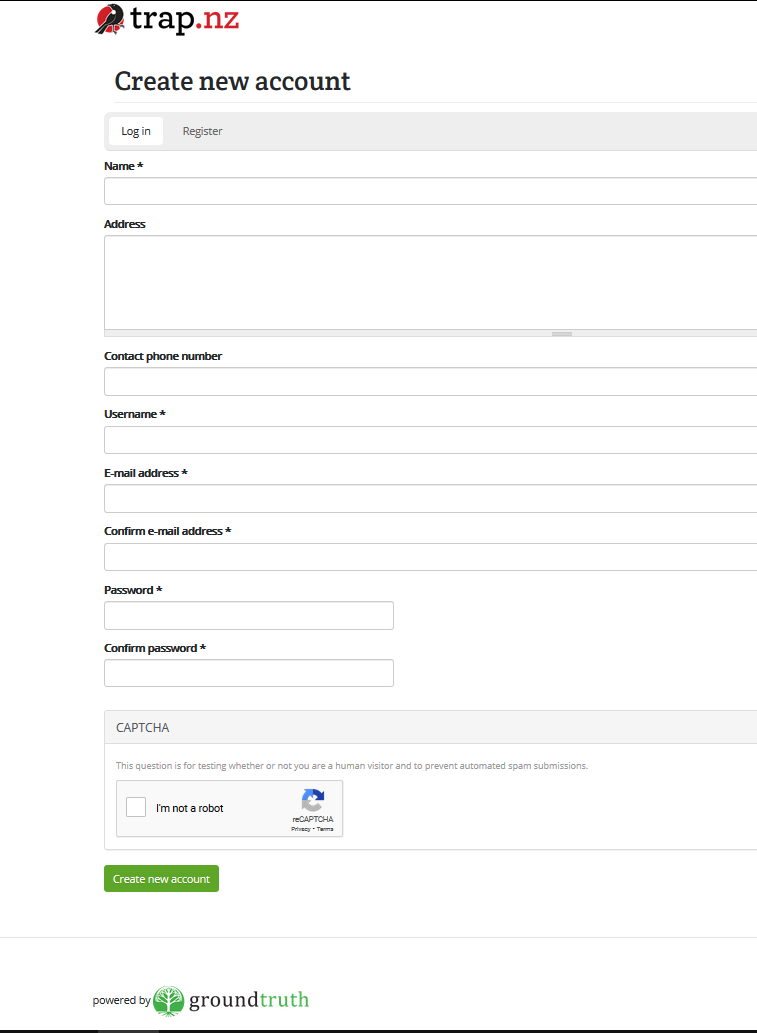 trap.nz
Create new account
Log in Register
Name *
Address
Contact phone number
Username *
E-mail address *
Confirm e-mail address *
Password *
Confirm password *
CAPTCHA
This question is for testing whether or not you are a human visitor and to prevent automated spam submissions.
I'm not a robot
reCAPTCHA
Privacy • Terms
Create new account
powered by groundtruth